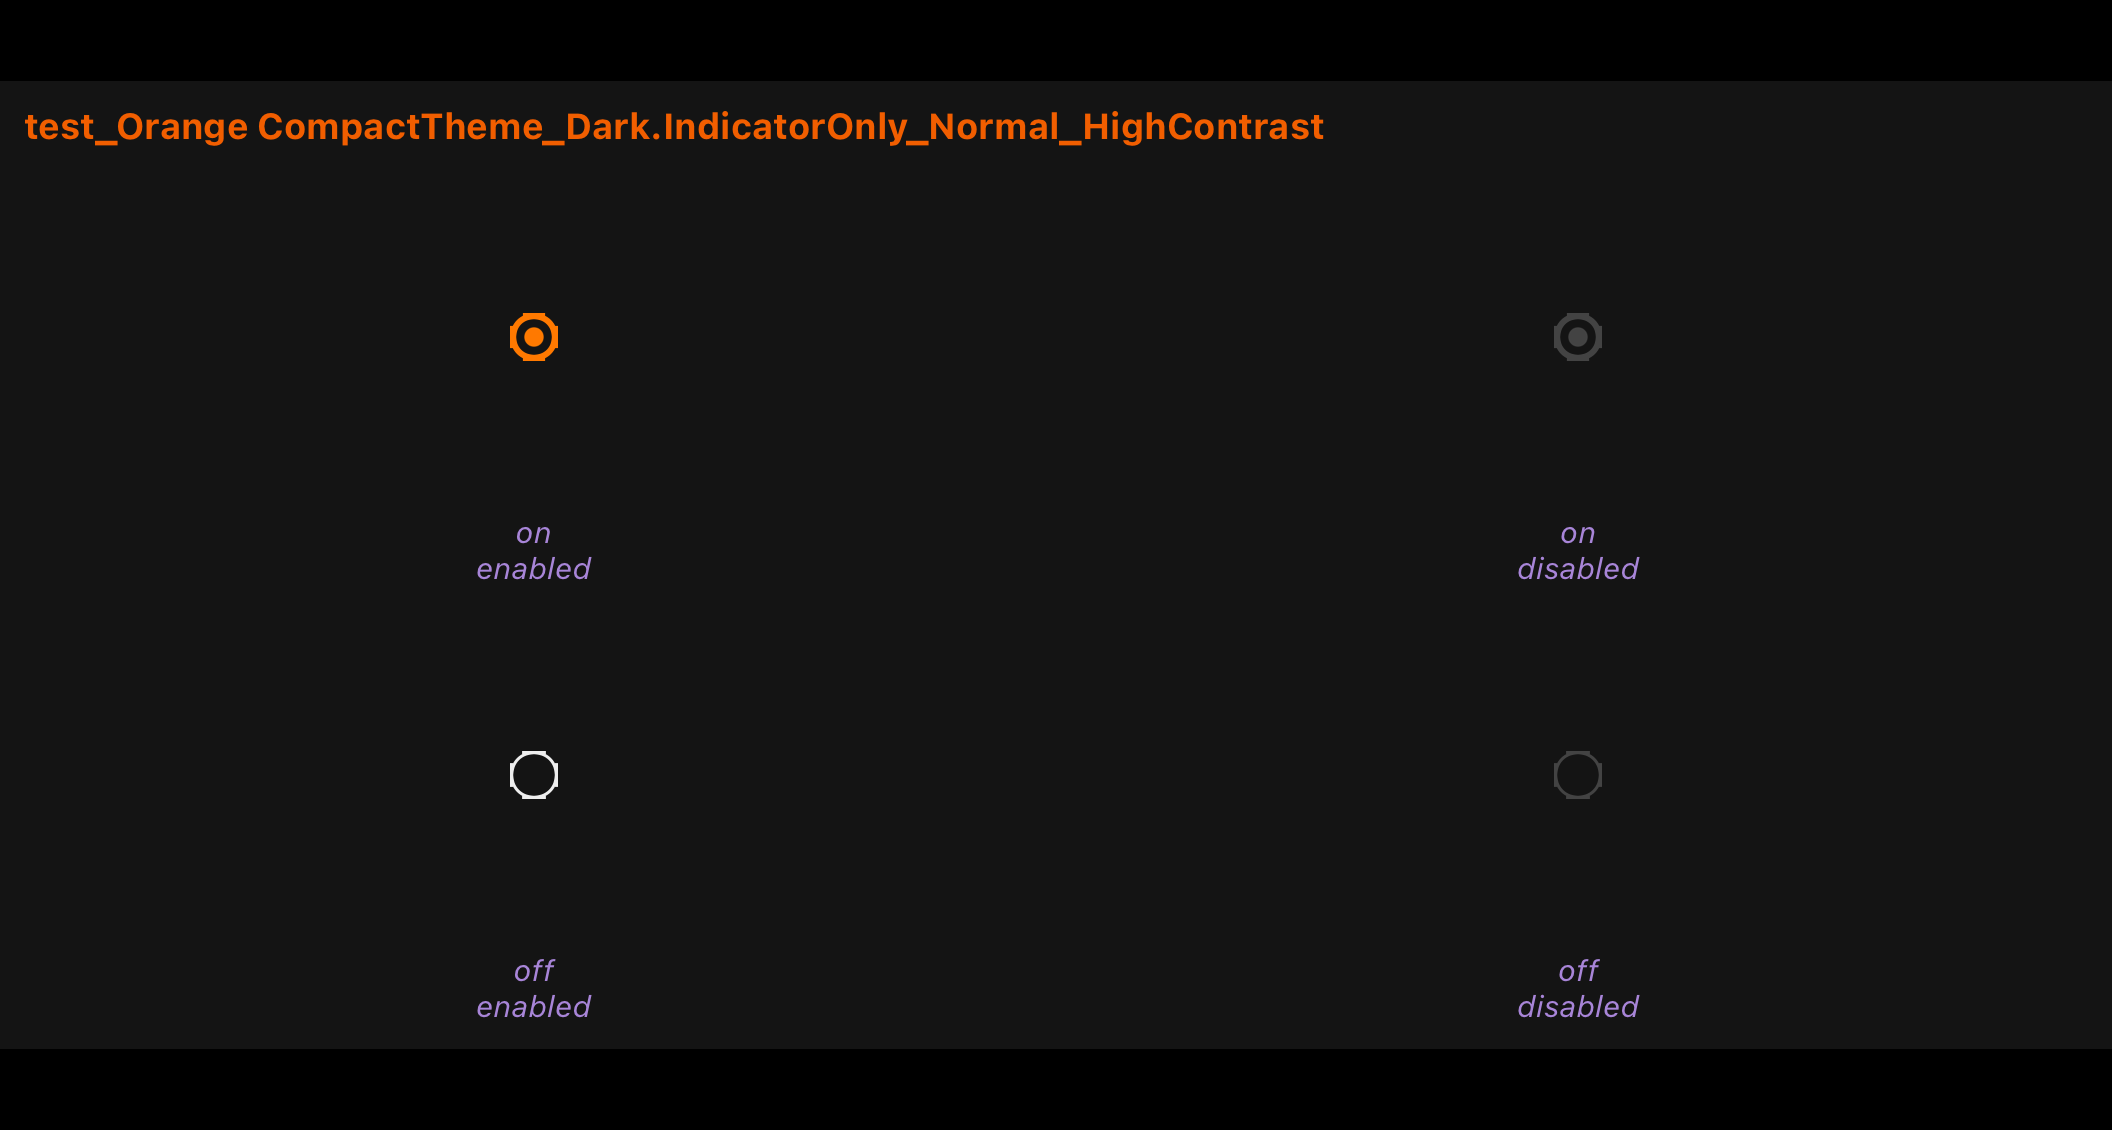 test_Orange CompactTheme_Dark.IndicatorOnly_Normal_HighContrast
on
enabled
on
disabled
off
enabled
off
disabled